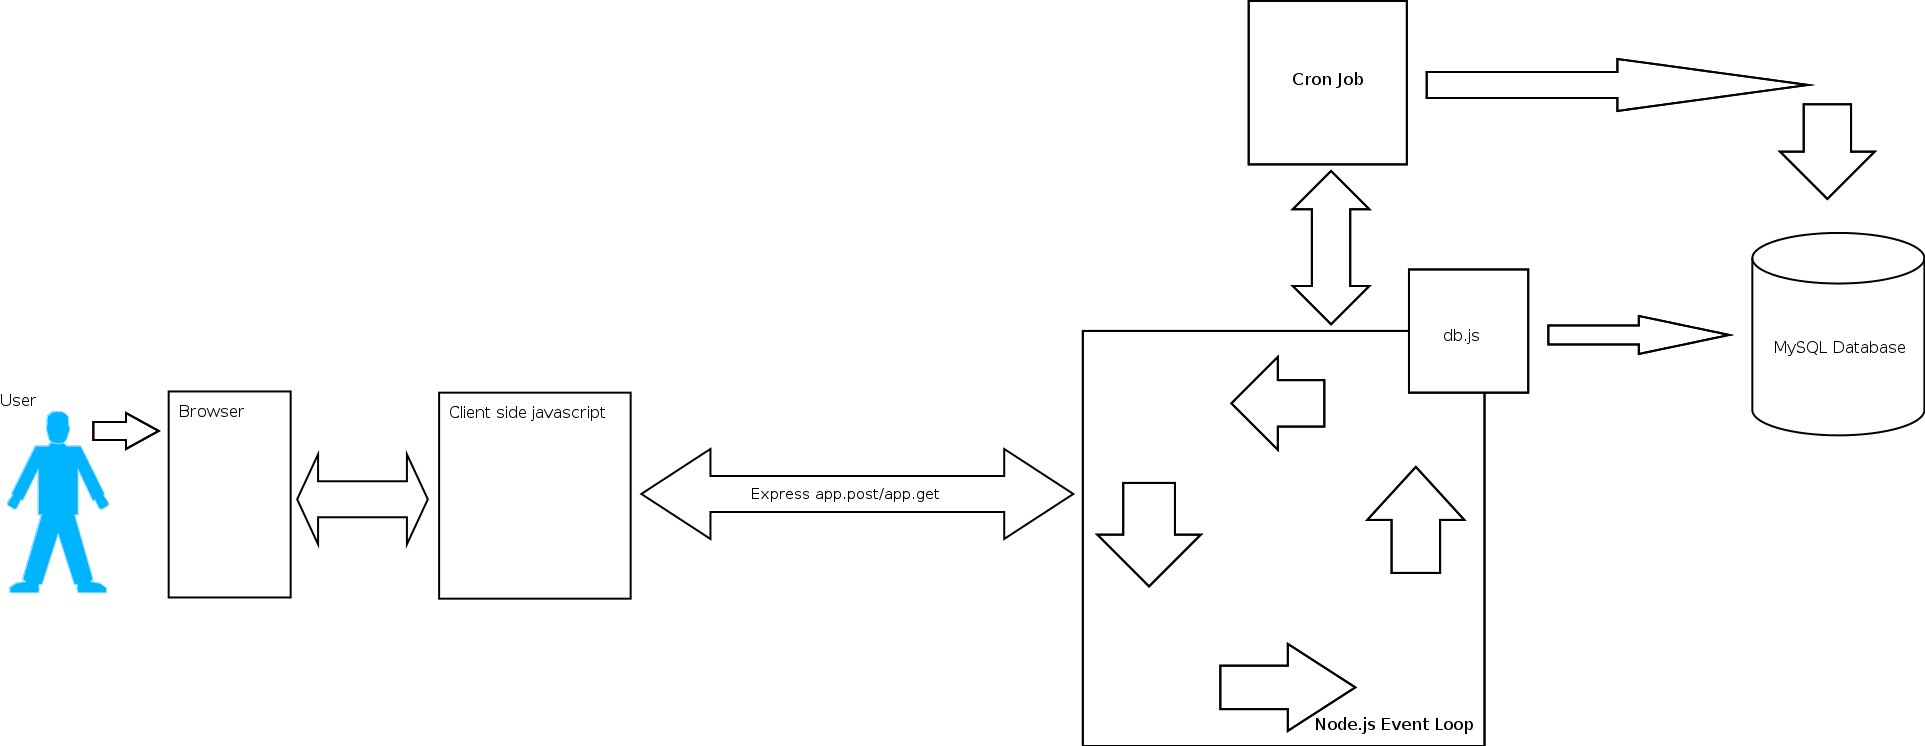 Cron Job
db.js
MySQL Database
User
Browser
Client side javascript
Express app.post/app.get
Node.js Event Loop